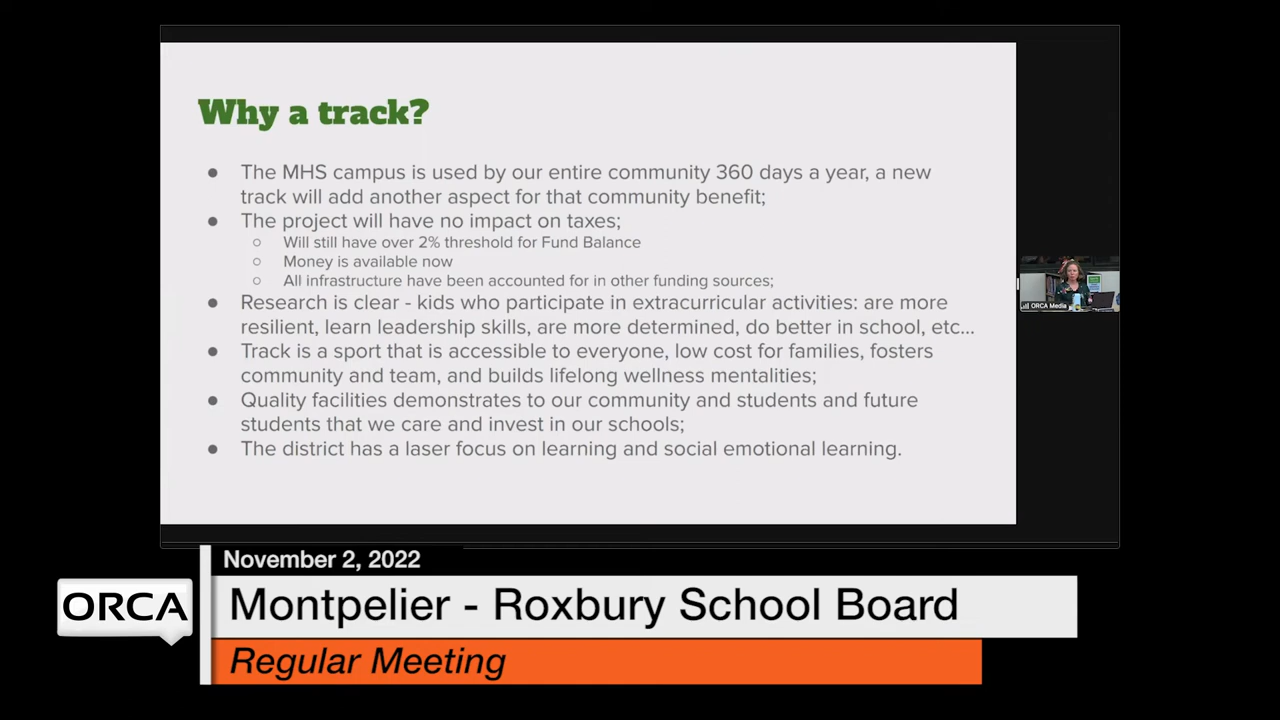 Why a track?
The MHS campus is used by our entire community 360 days a year, a new
track will add another aspect for that community benefit;
The project will have no impact on taxes;
Will still have over 2% threshold for Fund Balance
Money is available now
All infrastructure have been accounted for in other funding sources;
Research is clear - kids who participate in extracurricular activities: are more
resilient, learn leadership skills, are more determined, do better in school, etc...
Track is a sport that is accessible to everyone, low cost for families, fosters
community and team, and builds lifelong wellness mentalities;
Quality facilities demonstrates to our community and students and future
students that we care and invest in our schools;
The district has a laser focus on learning and social emotional learning.
ORCA Media
November 2, 2022
ORCA
Montpelier - Roxbury School Board
Regular Meeting